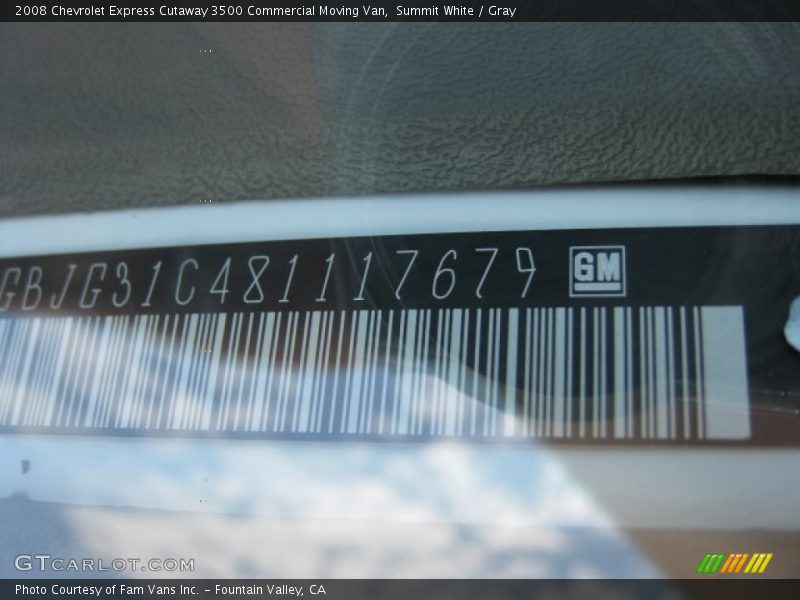 2008 Chevrolet Express Cutaway 3500 Commercial Moving Van, Summit White / Gray
GBJG31C481117679 GM
GTCARLOT.COM
Photo Courtesy of Fam Vans Inc. - Fountain Valley, CA